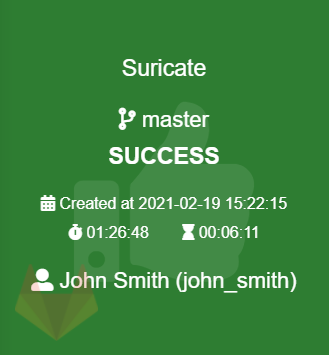 Suricate
master
SUCCESS
Created at 2021-02-19 15:22:15
01:26:48 00:06:11
John Smith (john_smith)